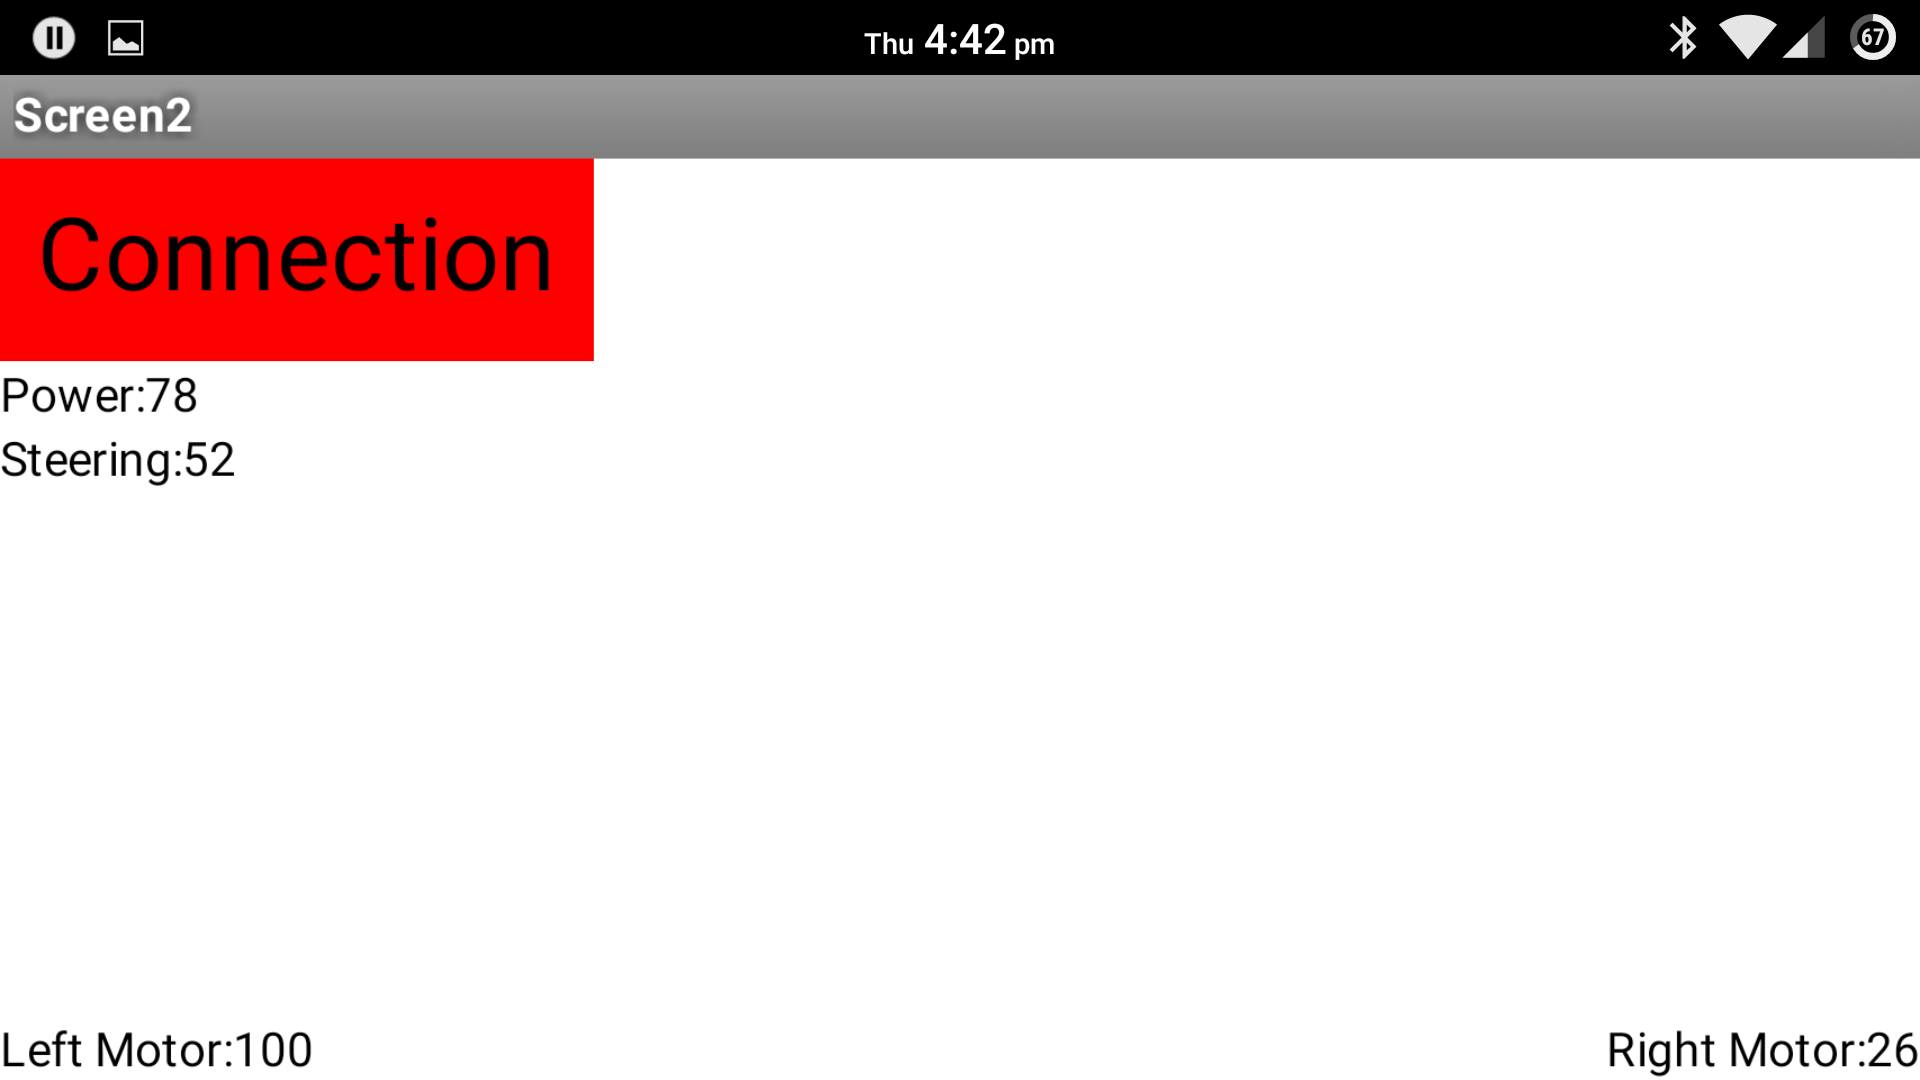 Thu 4:42 pm
67
Screen2
Connection
Power:78
Steering:52
Left Motor:100
Right Motor:26